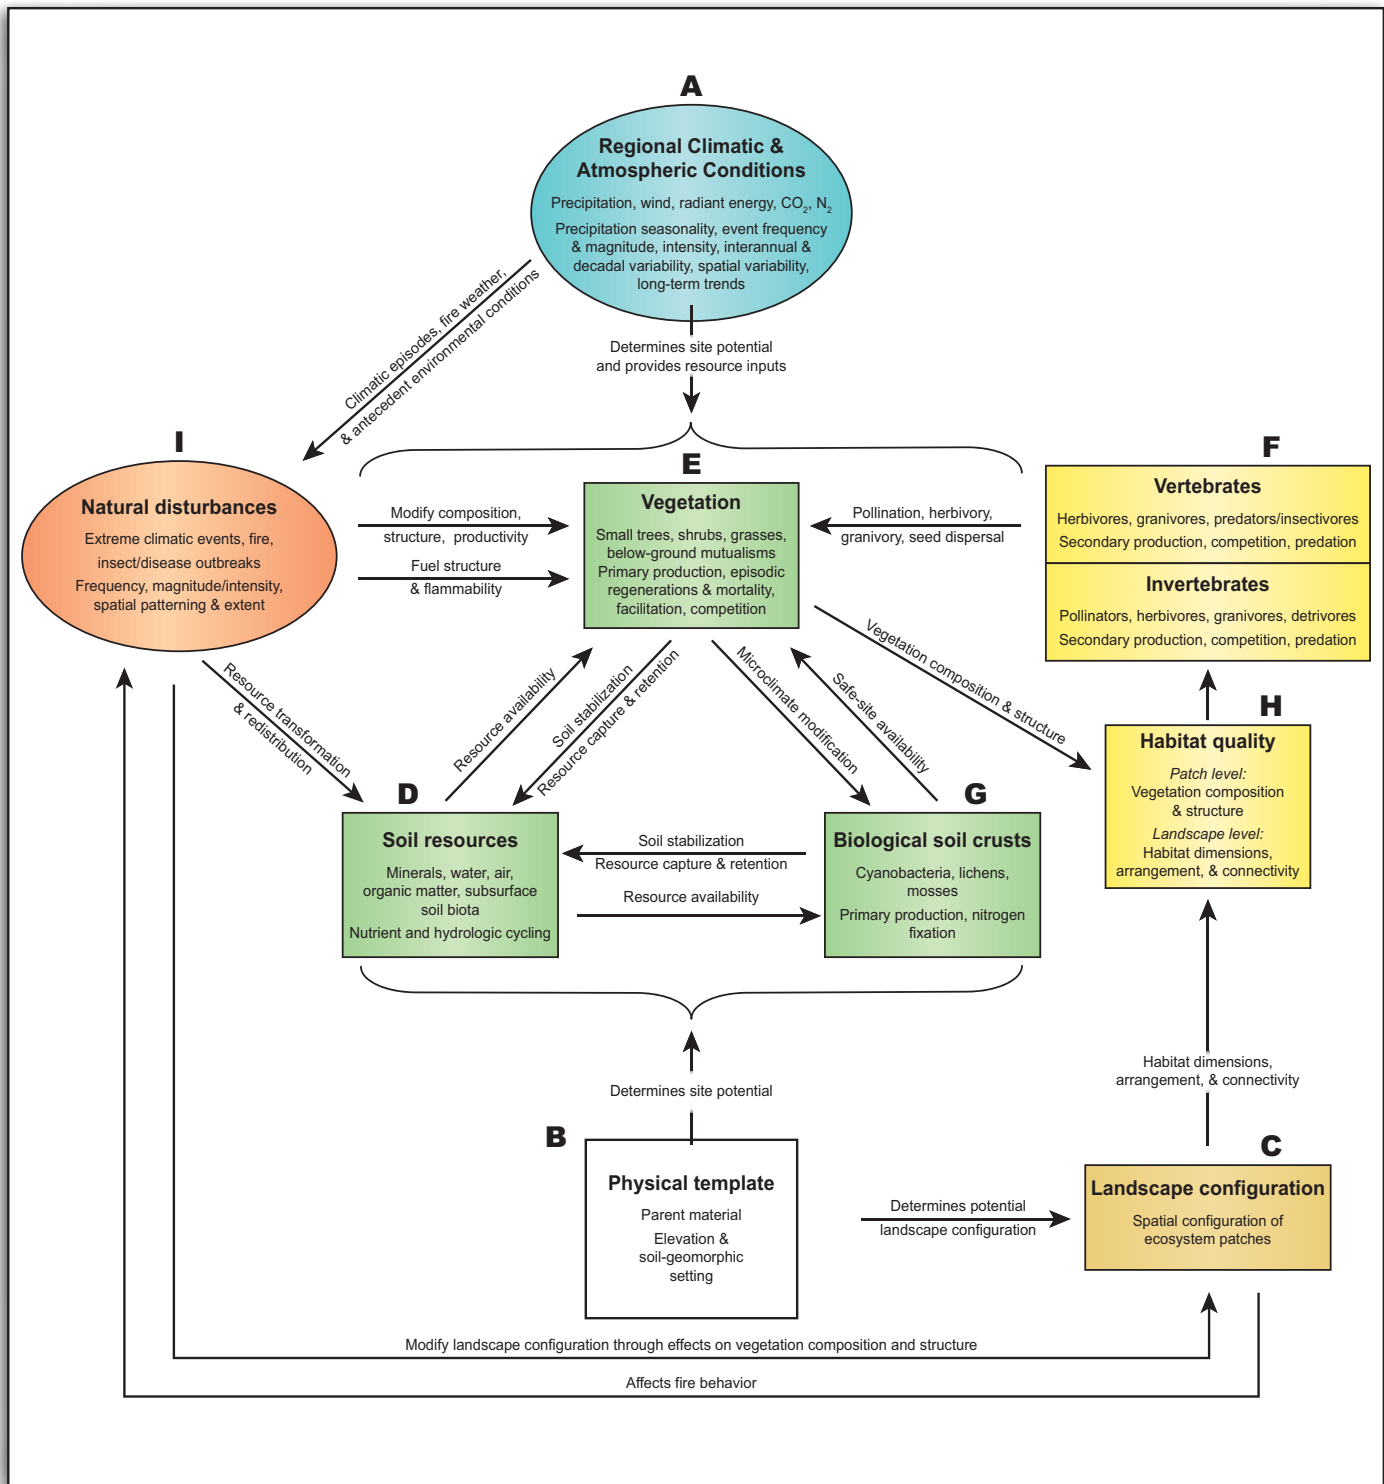 A
Regional Climatic &
Atmospheric Conditions
Precipitation, wind, radiant energy, CO2, N2
Precipitation seasonality, event frequency
& magnitude, intensity, interannual &
decadal variability, spatial variability,
long-term trends
Climatic episodes, fire weather,
& antecedent environmental conditions
Determines site potential
and provides resource inputs
I
Natural disturbances
Extreme climatic events, fire,
insect/disease outbreaks
Frequency, magnitude/intensity,
spatial patterning & extent
Modify composition,
structure, productivity
Fuel structure
& flammability
E
Vegetation
Small trees, shrubs, grasses,
below-ground mutualisms
Primary production, episodic
regenerations & mortality,
facilitation, competition
Pollination, herbivory,
granivory, seed dispersal
F
Vertebrates
Herbivores, granivores, predators/insectivores
Secondary production, competition, predation
Invertebrates
Pollinators, herbivores, granivores, detrivores
Secondary production, competition, predation
Resource transformation
& redistribution
Resource availability
Soil stabilization
Resource capture & retention
Microclimate modification
Safe-site availability
Vegetation composition & structure
H
Habitat quality
Patch level:
Vegetation composition
& structure
Landscape level:
Habitat dimensions,
arrangement, & connectivity
D
Soil resources
Minerals, water, air,
organic matter, subsurface
soil biota
Nutrient and hydrologic cycling
Soil stabilization
Resource capture & retention
Resource availability
G
Biological soil crusts
Cyanobacteria, lichens,
mosses
Primary production, nitrogen
fixation
Determines site potential
Habitat dimensions,
arrangement, & connectivity
B
Physical template
Parent material
Elevation &
soil-geomorphic
setting
Determines potential
landscape configuration
C
Landscape configuration
Spatial configuration of
ecosystem patches
Modify landscape configuration through effects on vegetation composition and structure
Affects fire behavior